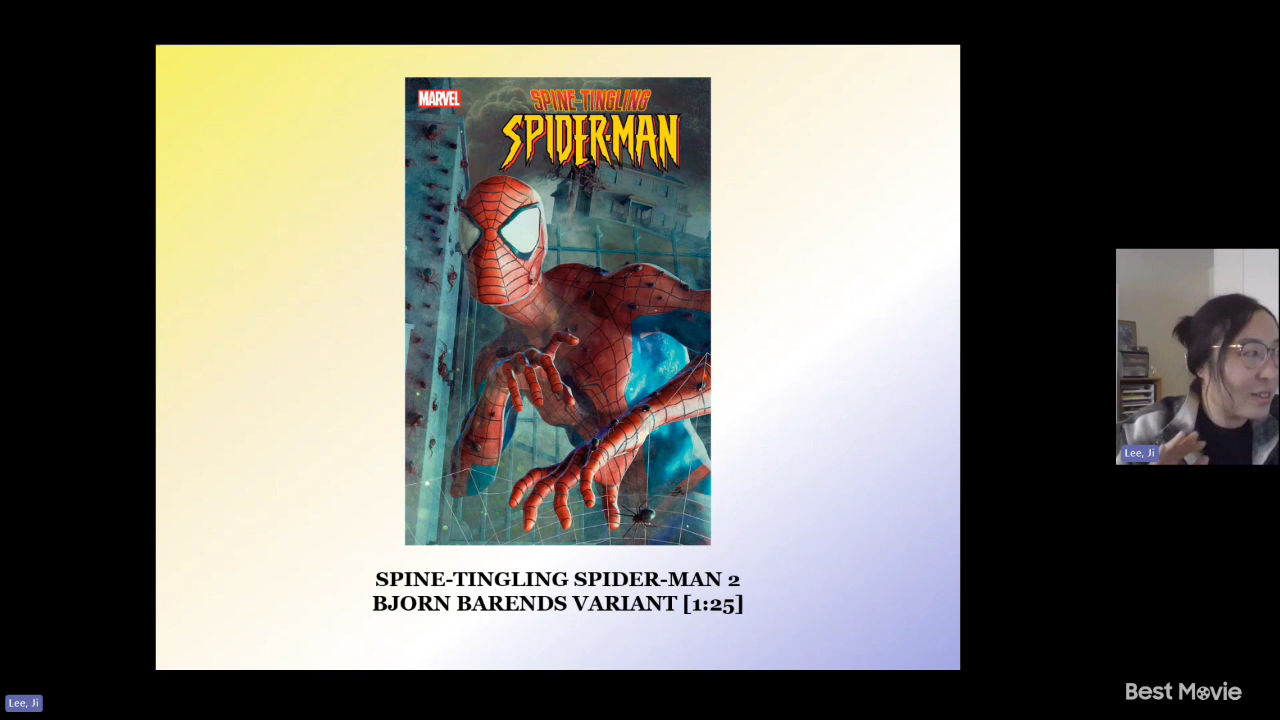 MARVEL
SPINE-TINGLING
SPIDER-MAN
SPINE-TINGLING SPIDER-MAN 2
BJORN BARENDS VARIANT [1:25]
Lee, Ji
Lee, Ji
Best Movie